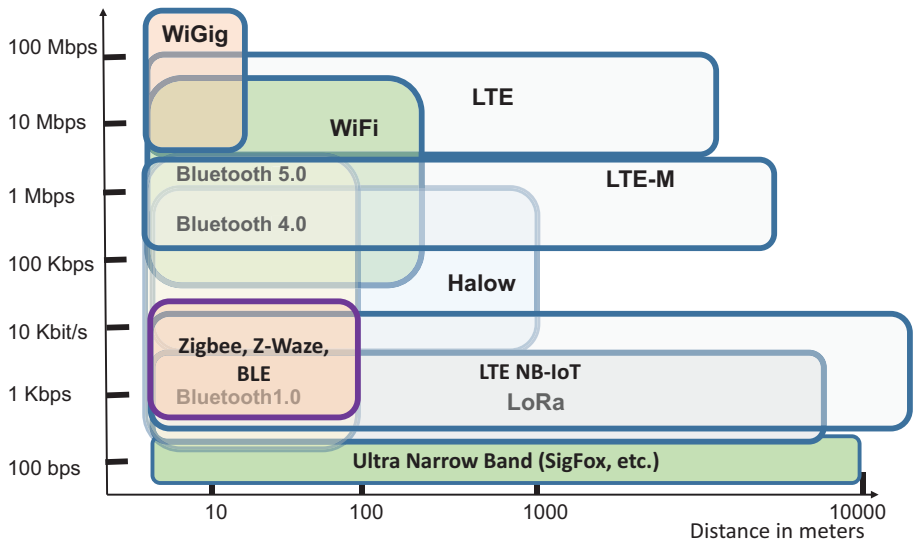 WiGig
100 Mbps
LTE
10 Mbps
WiFi
Bluetooth 5.0
LTE-M
1 Mbps
Bluetooth 4.0
100 Kbps
Halow
10 Kbit/s
Zigbee, Z-Waze,
BLE
LTE NB-IoT
1 Kbps
Bluetooth1.0
LoRa
100 bps
Ultra Narrow Band (SigFox, etc.)
10
100
1000
10000
Distance in meters